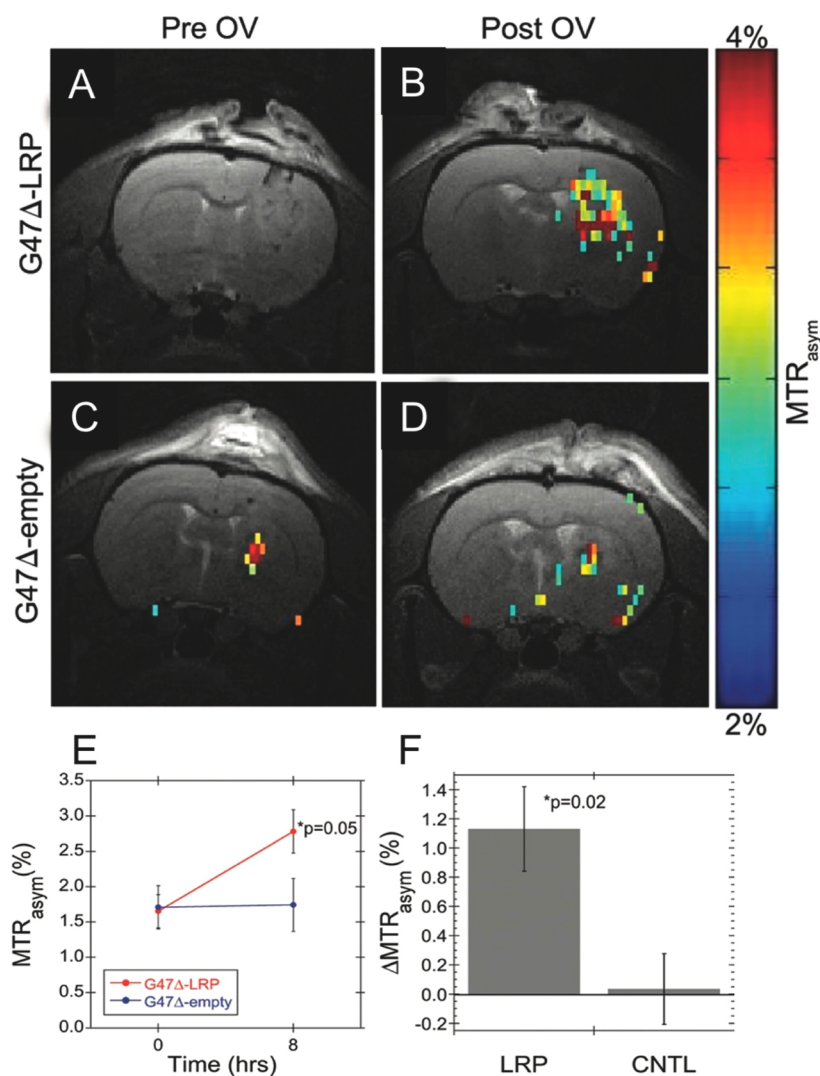 Pre OV
Post OV
4%
A
B
G47Δ-LRP
MTRasym
C
D
G47Δ-empty
2%
E
F
3.5
3.0
2.5
2.0
1.5
1.0
0.5
0.0
MTRasym(%)
*p=0.05
G47Δ-LRP
G47Δ-empty
0
8
Time (hrs)
1.4
1.2
1.0
0.8
0.6
0.4
0.2
0.0
-0.2
ΔMTRasym(%)
*p=0.02
LRP
CNTL